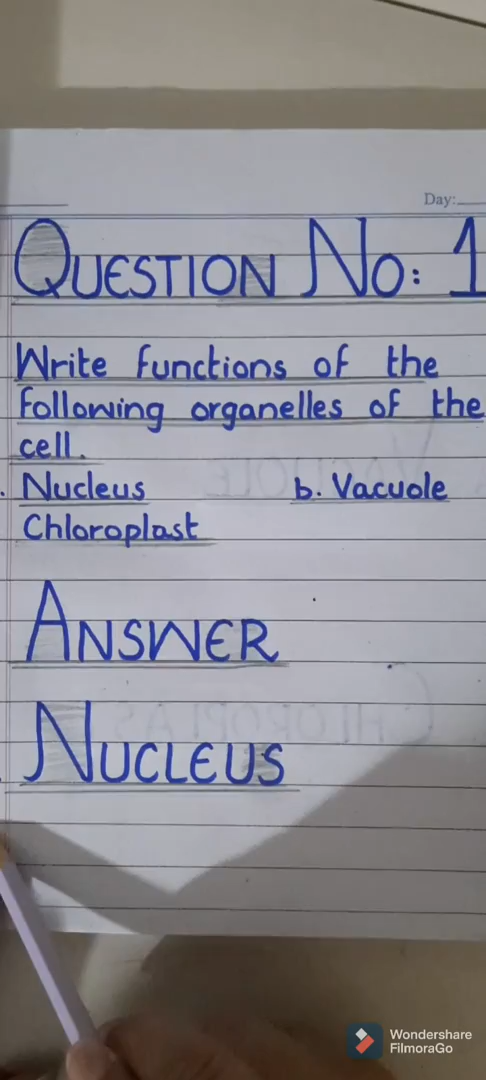 Day:
QUESTION No: 1
Write functions of the
following organelles of the
cell.
. Nucleus b. Vacuole
Chloroplast
ANSWER
NUCLEUS
Wondershare
FilmoraGo